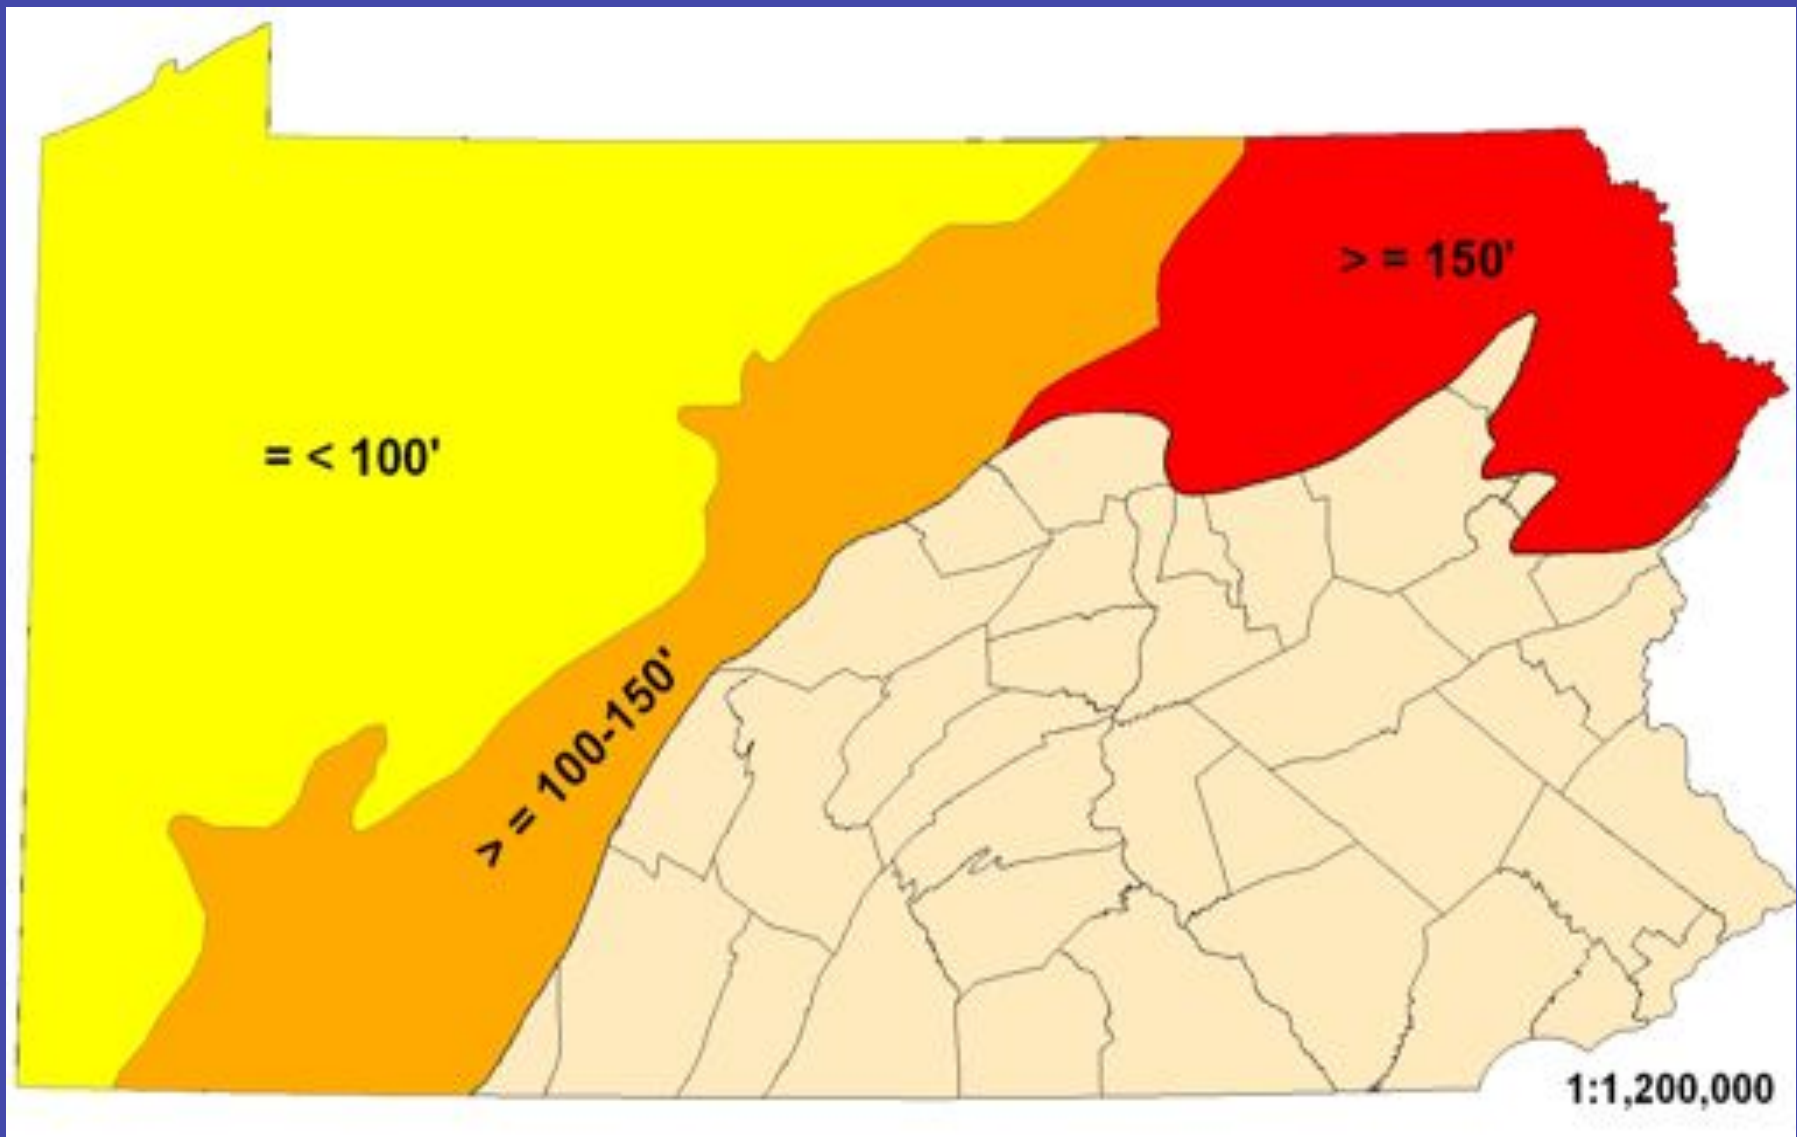 > = 150'
= < 100'
> = 100-150'
1:1,200,000